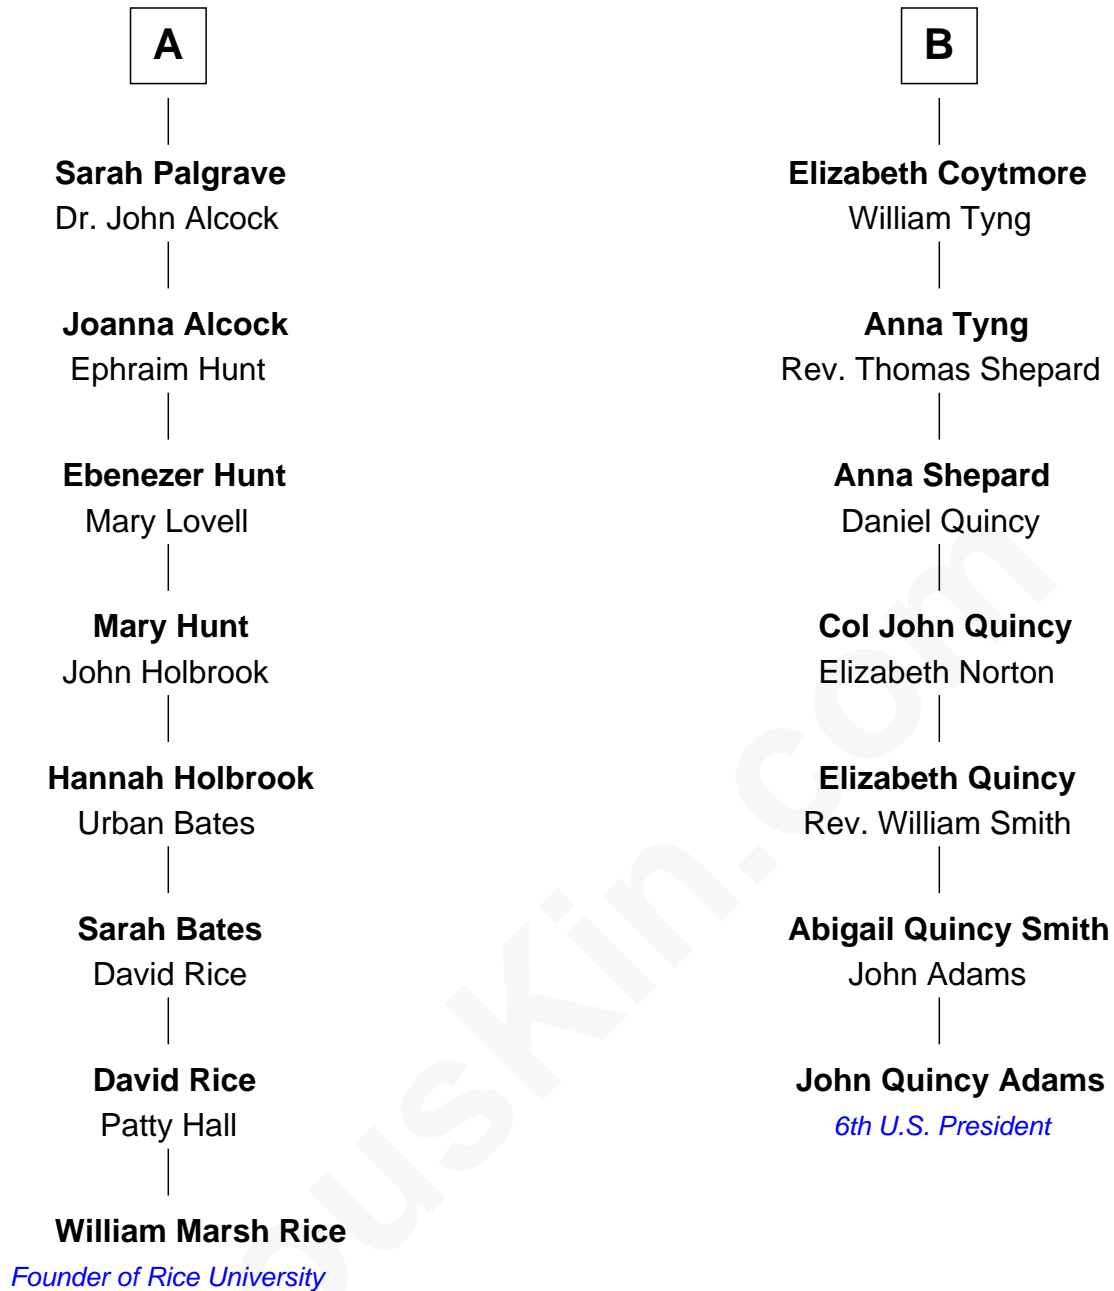 A
Sarah Palgrave
Dr. John Alcock
Joanna Alcock
Ephraim Hunt
Ebenezer Hunt
Mary Lovell
Mary Hunt
John Holbrook
Hannah Holbrook
Urban Bates
Sarah Bates
David Rice
David Rice
Patty Hall
William Marsh Rice
Founder of Rice University
B
Elizabeth Coytmore
William Tyng
Anna Tyng
Rev. Thomas Shepard
Anna Shepard
Daniel Quincy
Col John Quincy
Elizabeth Norton
Elizabeth Quincy
Rev. William Smith
Abigail Quincy Smith
John Adams
John Quincy Adams
6th U.S. President
ousKin.com